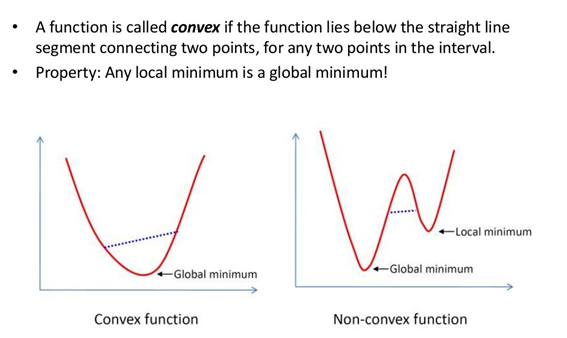 • A function is called convex if the function lies below the straight line
segment connecting two points, for any two points in the interval.
• Property: Any local minimum is a global minimum!
Global minimum
Convex function
Local minimum
Global minimum
Non-convex function